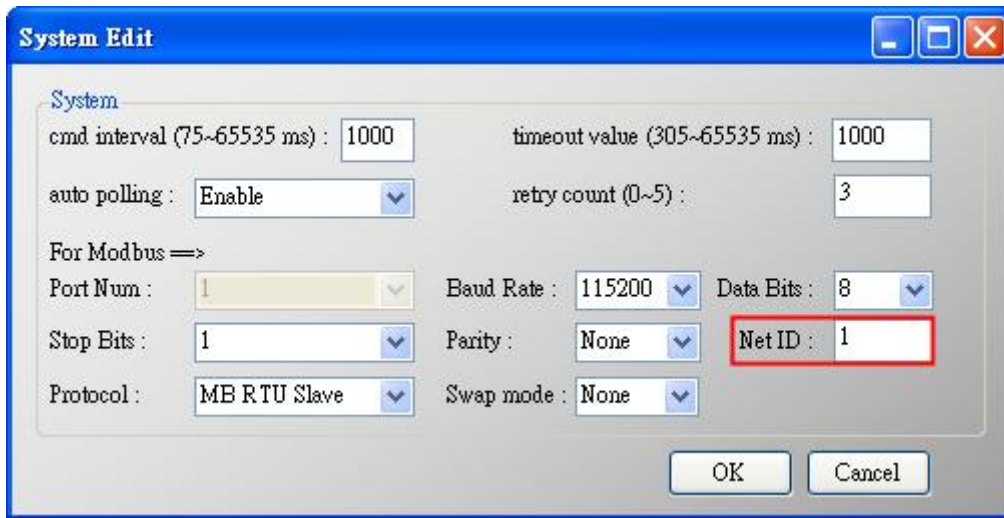 System Edit
System
cmd interval (75~65535 ms) : 1000 timeout value (305~65535 ms) : 1000
auto polling : Enable retry count (0~5) : 3
For Modbus ==>
Port Num : 1 Baud Rate : 115200 Data Bits : 8
Stop Bits : 1 Parity : None Net ID : 1
Protocol : MB RTU Slave Swap mode : None
OK Cancel